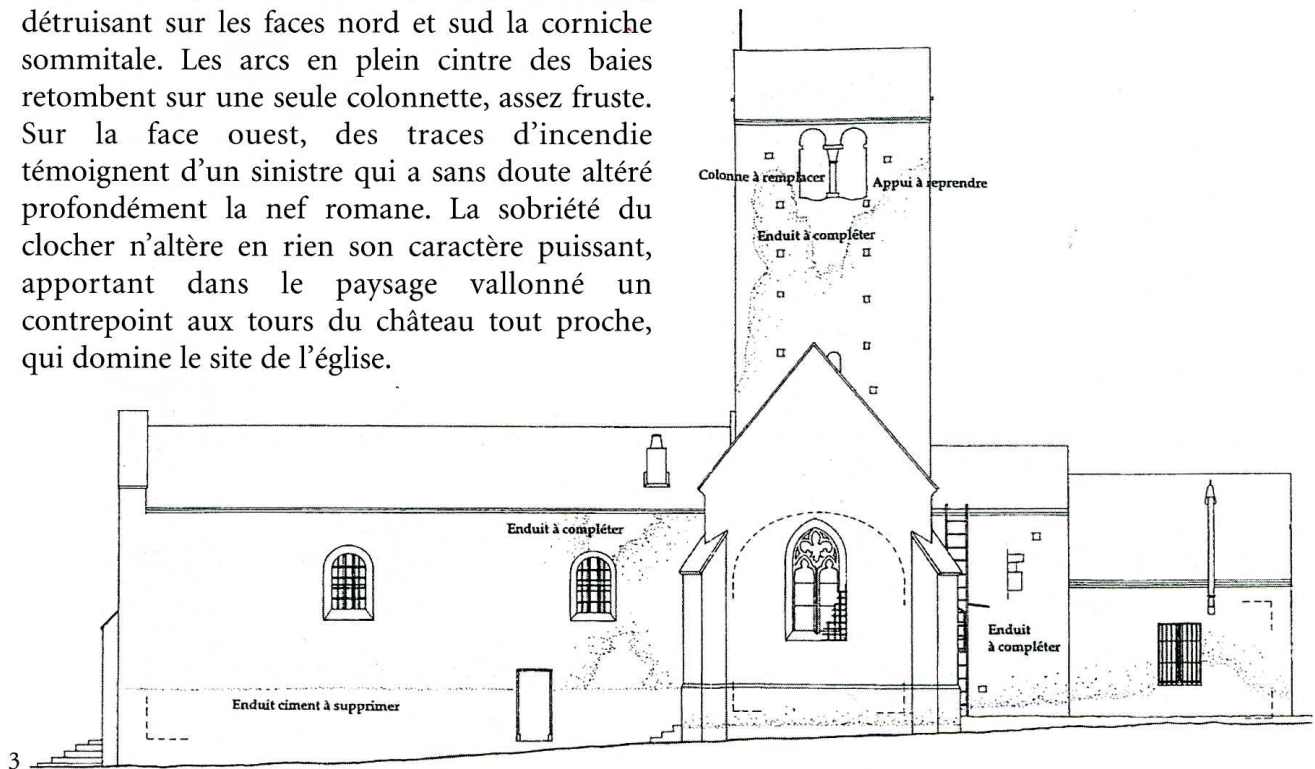 détruisant sur les faces nord et sud la corniche
sommitale. Les arcs en plein cintre des baies
retombent sur une seule colonnette, assez fruste.
Sur la face ouest, des traces d'incendie
témoignent d'un sinistre qui a sans doute altéré
profondément la nef romane. La sobriété du
clocher n'altère en rien son caractère puissant,
apportant dans le paysage vallonné un
contrepoint aux tours du château tout proche,
qui domine le site de l'église.
Colonne à remplacer
Appui à reprendre
Enduit à compléter
Enduit à compléter
Enduit
à compléter
Enduit ciment à supprimer
3